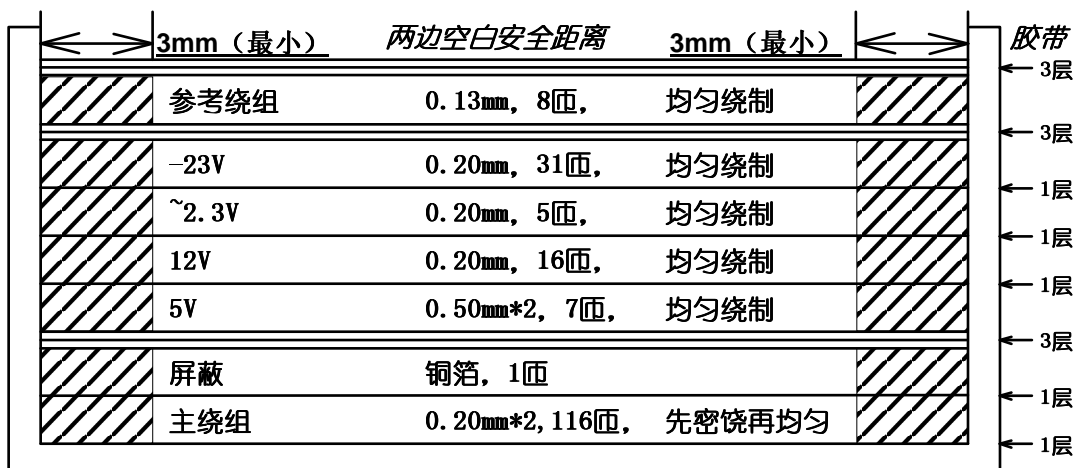 3mm（最小） 两边空白安全距离 3mm（最小） 胶带
3层
参考绕组 0.13mm, 8匝, 均匀绕制
3层
-23V 0.20mm, 31匝, 均匀绕制
1层
~2.3V 0.20mm, 5匝, 均匀绕制
1层
12V 0.20mm, 16匝, 均匀绕制
1层
5V 0.50mm*2, 7匝, 均匀绕制
3层
屏蔽 铜箔, 1匝
1层
主绕组 0.20mm*2,116匝, 先密饶再均匀
1层